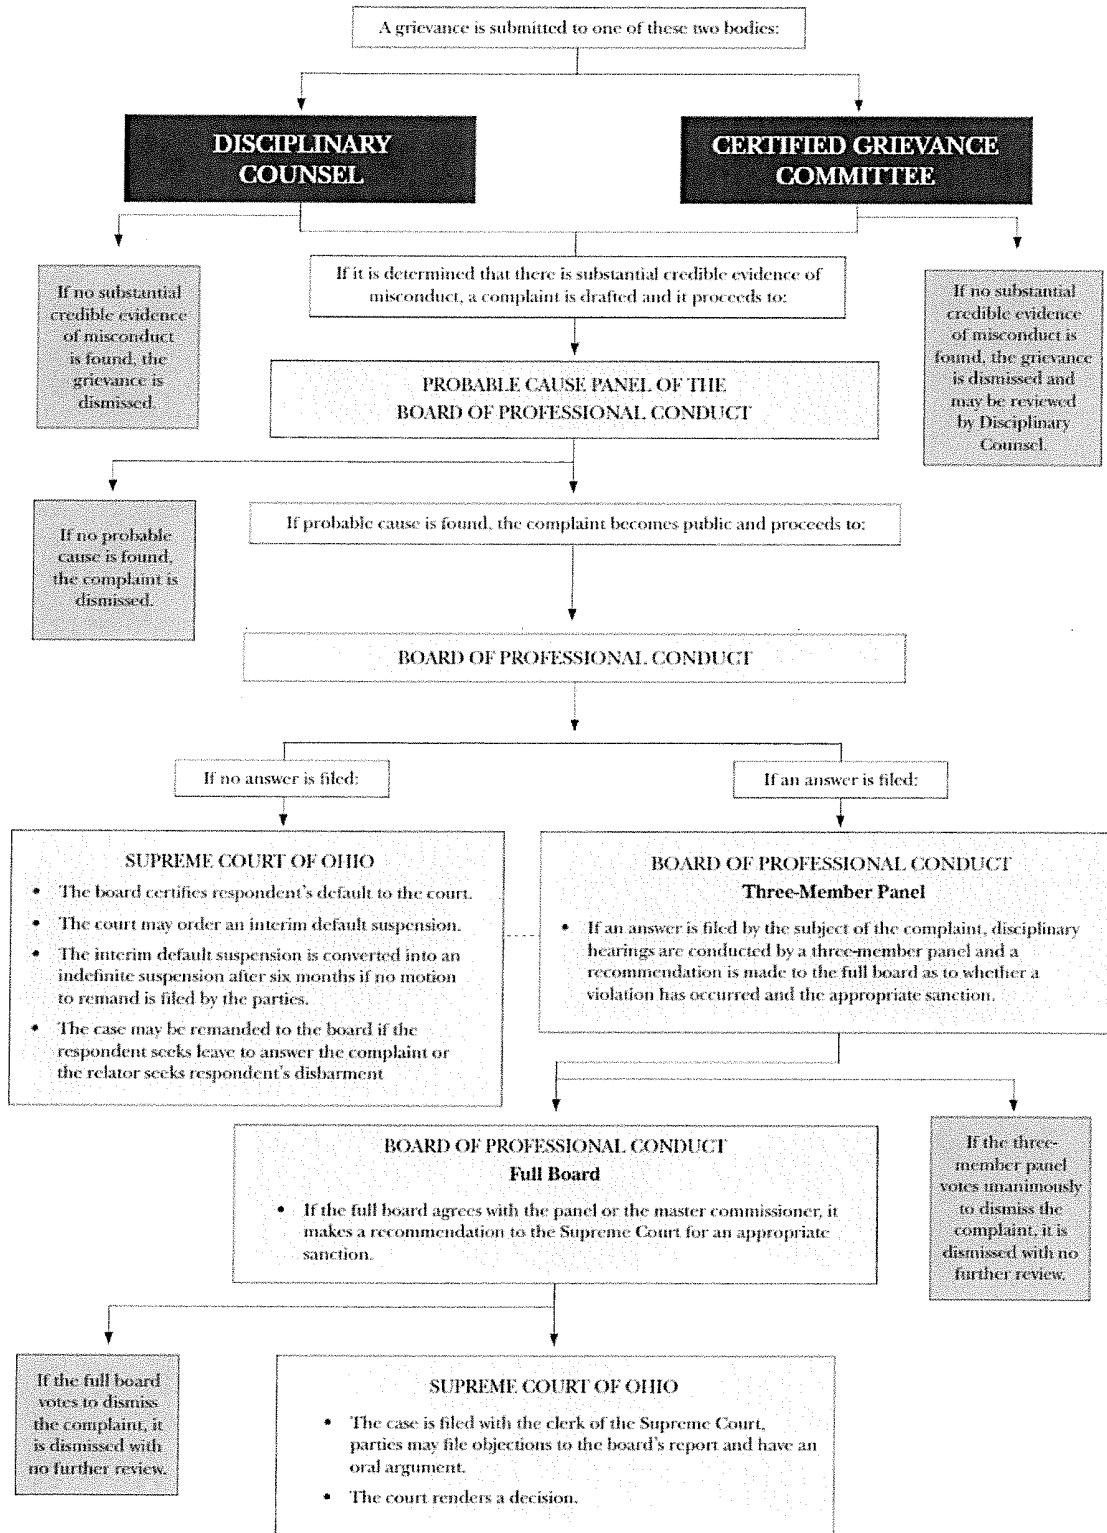 A grievance is submitted to one of these two bodies:
DISCIPLINARY
COUNSEL
CERTIFIED GRIEVANCE
COMMITTEE
If no substantial
credible evidence
of misconduct
is found, the
grievance is
dismissed.
If it is determined that there is substantial credible evidence of
misconduct, a complaint is drafted and it proceeds to:
If no substantial
credible evidence
of misconduct is
found, the grievance
is dismissed and
may be reviewed
by Disciplinary
Counsel.
PROBABLE CAUSE PANEL OF THE
BOARD OF PROFESSIONAL CONDUCT
If no probable
cause is found,
the complaint is
dismissed.
If probable cause is found, the complaint becomes public and proceeds to:
BOARD OF PROFESSIONAL CONDUCT
If no answer is filed:
If an answer is filed:
SUPREME COURT OF OHIO
• The board certifies respondent's default to the court.
• The court may order an interim default suspension.
• The interim default suspension is converted into an
indefinite suspension after six months if no motion
to remand is filed by the parties.
• The case may be remanded to the board if the
respondent seeks leave to answer the complaint or
the relator seeks respondent's disbarment
BOARD OF PROFESSIONAL CONDUCT
Three-Member Panel
• If an answer is filed by the subject of the complaint, disciplinary
hearings are conducted by a three-member panel and a
recommendation is made to the full board as to whether a
violation has occurred and the appropriate sanction.
BOARD OF PROFESSIONAL CONDUCT
Full Board
• If the full board agrees with the panel or the master commissioner, it
makes a recommendation to the Supreme Court for an appropriate
sanction.
If the three-
member panel
votes unanimously
to dismiss the
complaint, it is
dismissed with no
further review.
If the full board
votes to dismiss
the complaint, it
is dismissed with
no further review.
SUPREME COURT OF OHIO
• The case is filed with the clerk of the Supreme Court,
parties may file objections to the board's report and have an
oral argument.
• The court renders a decision.